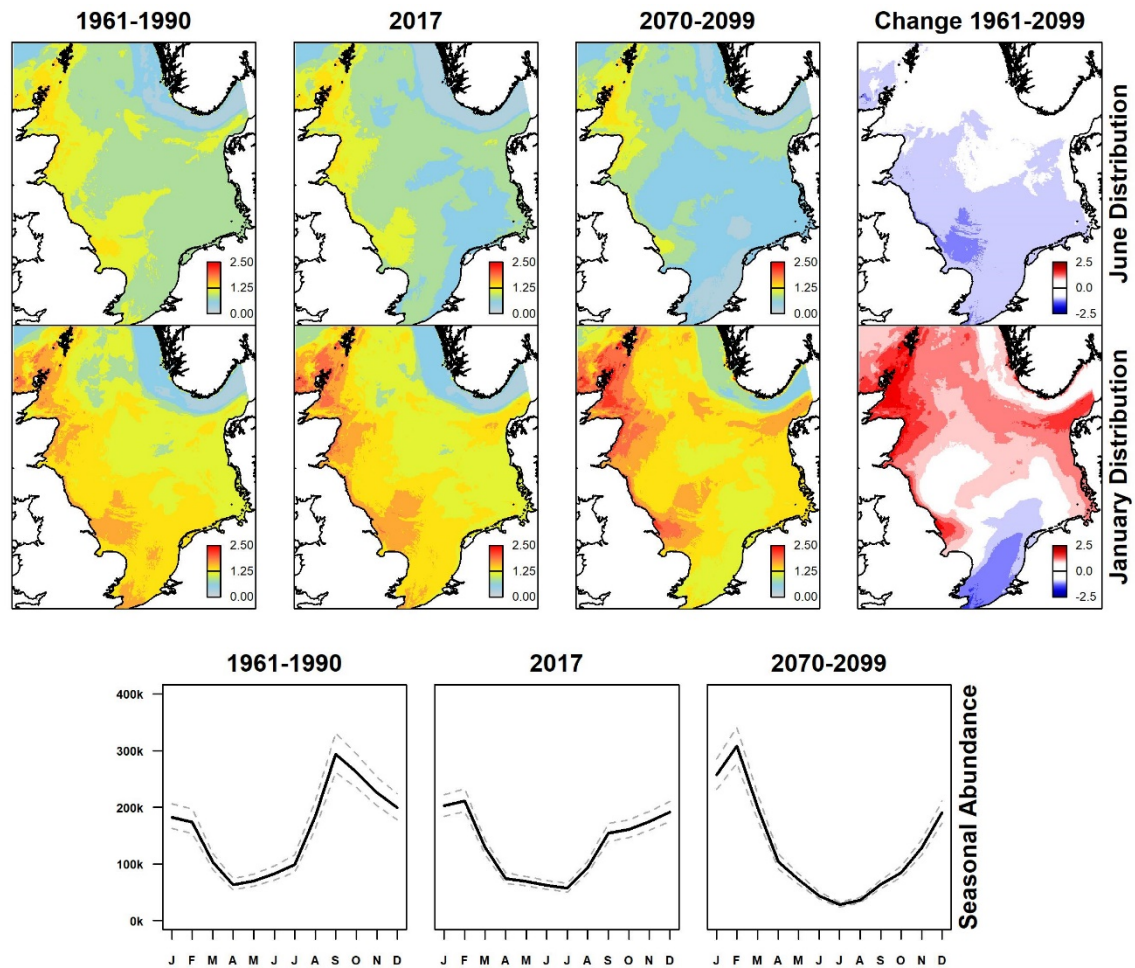 1961-1990 2017 2070-2099 Change 1961-2099
June Distribution
2.50 2.50 2.50 2.5
1.25 1.25 1.25 0.0
0.00 0.00 0.00 -2.5
January Distribution
2.50 2.50 2.50 2.5
1.25 1.25 1.25 0.0
0.00 0.00 0.00 -2.5
1961-1990 2017 2070-2099
Seasonal Abundance
400k
300k
200k
100k
0k
J F M A M J J A S O N D J F M A M J J A S O N D J F M A M J J A S O N D